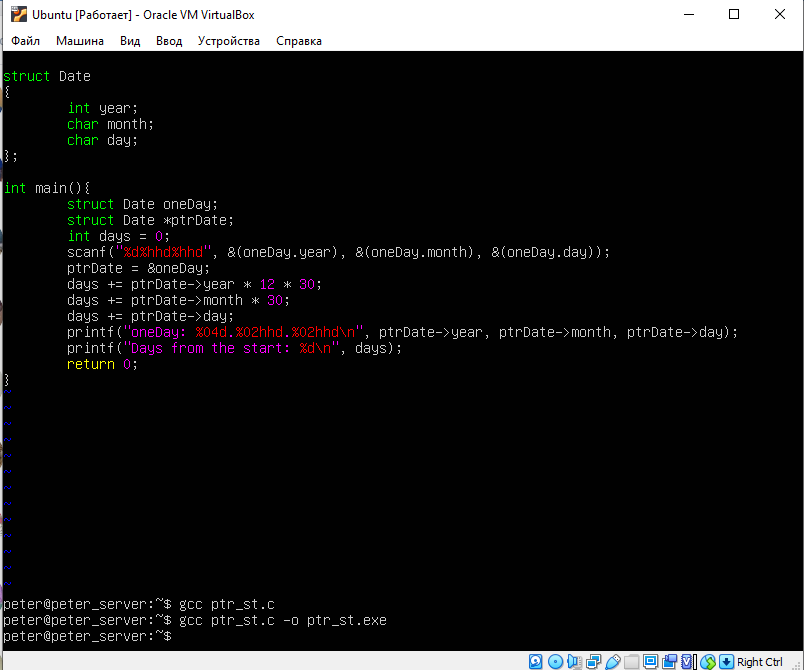 Ubuntu [Работает] - Oracle VM VirtualBox
Файл Машина Вид Ввод Устройства Справка
struct Date
{
        int year;
        char month;
        char day;
};
int main(){
        struct Date oneDay;
        struct Date *ptrDate;
        int days = 0;
        scanf("%d%hhd%hhd", &(oneDay.year), &(oneDay.month), &(oneDay.day));
        ptrDate = &oneDay;
        days += ptrDate->year * 12 * 30;
        days += ptrDate->month * 30;
        days += ptrDate->day;
        printf("oneDay: %04d.%02hhd.%02hhd\n", ptrDate->year, ptrDate->month, ptrDate->day);
        printf("Days from the start: %d\n", days);
        return 0;
}
~
~
~
~
~
~
~
~
~
~
~
~
~
peter@peter_server:~$ gcc ptr_st.c
peter@peter_server:~$ gcc ptr_st.c -o ptr_st.exe
peter@peter_server:~$
Right Ctrl